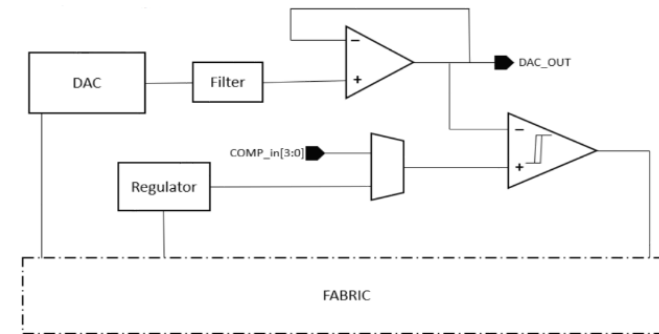 −
DAC
Filter
+
DAC_OUT
COMP_in[3:0]
−
+
Regulator
FABRIC